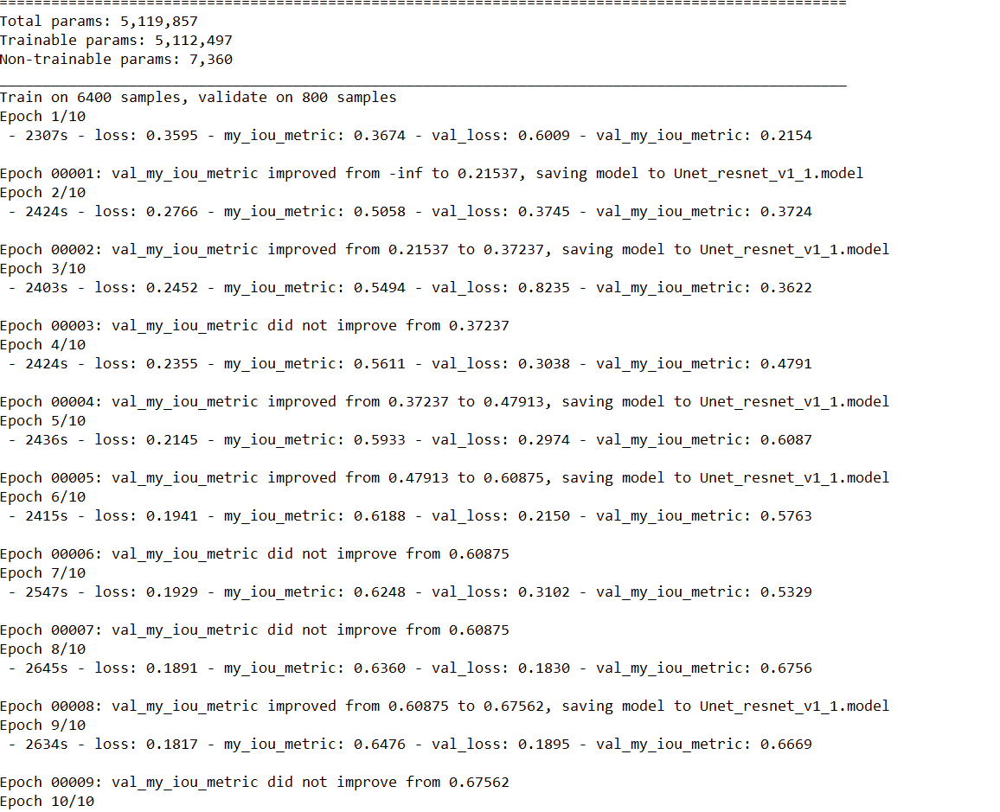 ==================================================================================================
Total params: 5,119,857
Trainable params: 5,112,497
Non-trainable params: 7,360
__________________________________________________________________________________________________
Train on 6400 samples, validate on 800 samples
Epoch 1/10
 - 2307s - loss: 0.3595 - my_iou_metric: 0.3674 - val_loss: 0.6009 - val_my_iou_metric: 0.2154

Epoch 00001: val_my_iou_metric improved from -inf to 0.21537, saving model to Unet_resnet_v1_1.model
Epoch 2/10
 - 2424s - loss: 0.2766 - my_iou_metric: 0.5058 - val_loss: 0.3745 - val_my_iou_metric: 0.3724

Epoch 00002: val_my_iou_metric improved from 0.21537 to 0.37237, saving model to Unet_resnet_v1_1.model
Epoch 3/10
 - 2403s - loss: 0.2452 - my_iou_metric: 0.5494 - val_loss: 0.8235 - val_my_iou_metric: 0.3622

Epoch 00003: val_my_iou_metric did not improve from 0.37237
Epoch 4/10
 - 2424s - loss: 0.2355 - my_iou_metric: 0.5611 - val_loss: 0.3038 - val_my_iou_metric: 0.4791

Epoch 00004: val_my_iou_metric improved from 0.37237 to 0.47913, saving model to Unet_resnet_v1_1.model
Epoch 5/10
 - 2436s - loss: 0.2145 - my_iou_metric: 0.5933 - val_loss: 0.2974 - val_my_iou_metric: 0.6087

Epoch 00005: val_my_iou_metric improved from 0.47913 to 0.60875, saving model to Unet_resnet_v1_1.model
Epoch 6/10
 - 2415s - loss: 0.1941 - my_iou_metric: 0.6188 - val_loss: 0.2150 - val_my_iou_metric: 0.5763

Epoch 00006: val_my_iou_metric did not improve from 0.60875
Epoch 7/10
 - 2547s - loss: 0.1929 - my_iou_metric: 0.6248 - val_loss: 0.3102 - val_my_iou_metric: 0.5329

Epoch 00007: val_my_iou_metric did not improve from 0.60875
Epoch 8/10
 - 2645s - loss: 0.1891 - my_iou_metric: 0.6360 - val_loss: 0.1830 - val_my_iou_metric: 0.6756

Epoch 00008: val_my_iou_metric improved from 0.60875 to 0.67562, saving model to Unet_resnet_v1_1.model
Epoch 9/10
 - 2634s - loss: 0.1817 - my_iou_metric: 0.6476 - val_loss: 0.1895 - val_my_iou_metric: 0.6669

Epoch 00009: val_my_iou_metric did not improve from 0.67562
Epoch 10/10